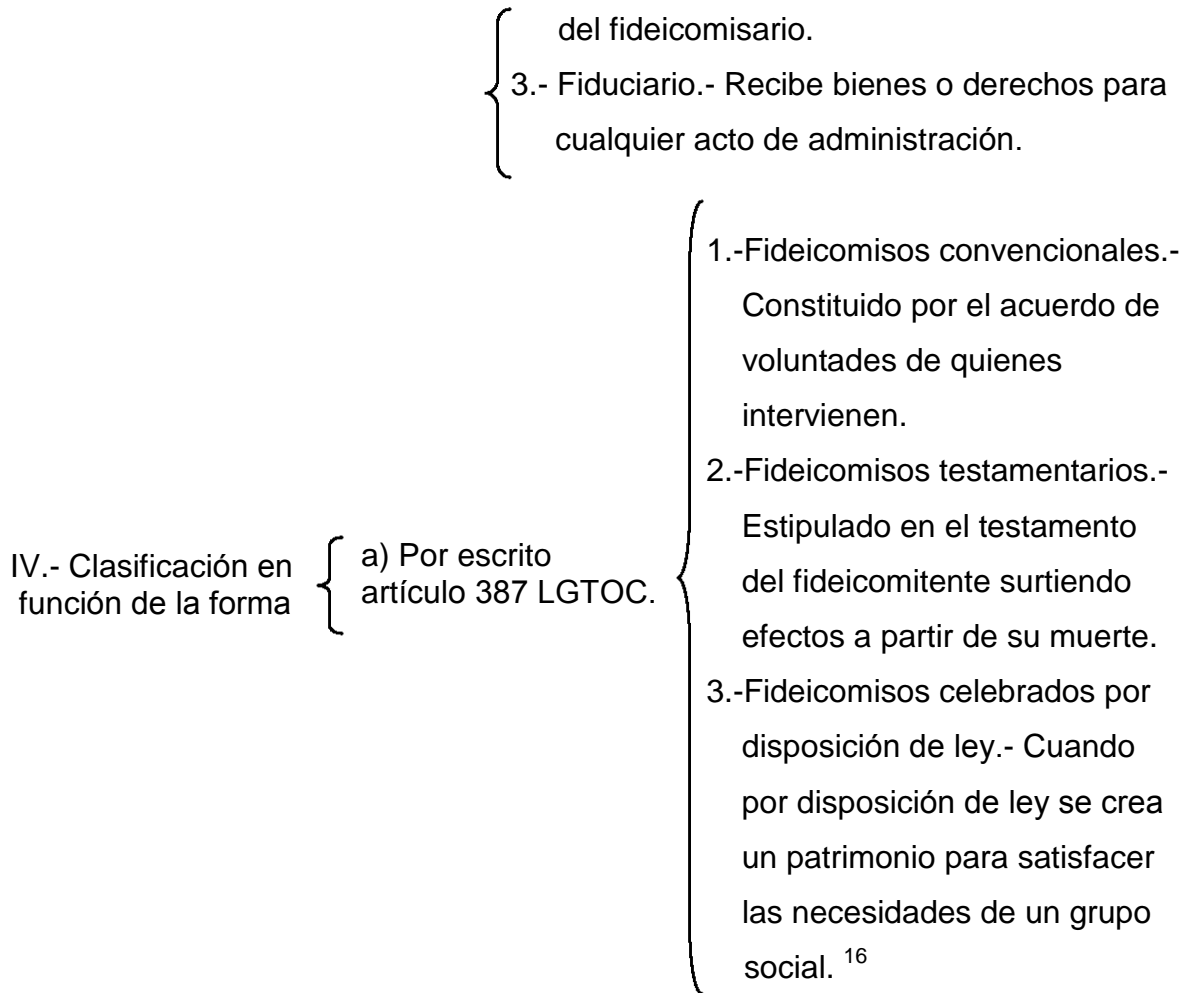 del fideicomisario.
3.- Fiduciario.- Recibe bienes o derechos para
cualquier acto de administración.
IV.- Clasificación en
función de la forma
a) Por escrito
artículo 387 LGTOC.
1.-Fideicomisos convencionales.-
Constituido por el acuerdo de
voluntades de quienes
intervienen.
2.-Fideicomisos testamentarios.-
Estipulado en el testamento
del fideicomitente surtiendo
efectos a partir de su muerte.
3.-Fideicomisos celebrados por
disposición de ley.- Cuando
por disposición de ley se crea
un patrimonio para satisfacer
las necesidades de un grupo
social. 16